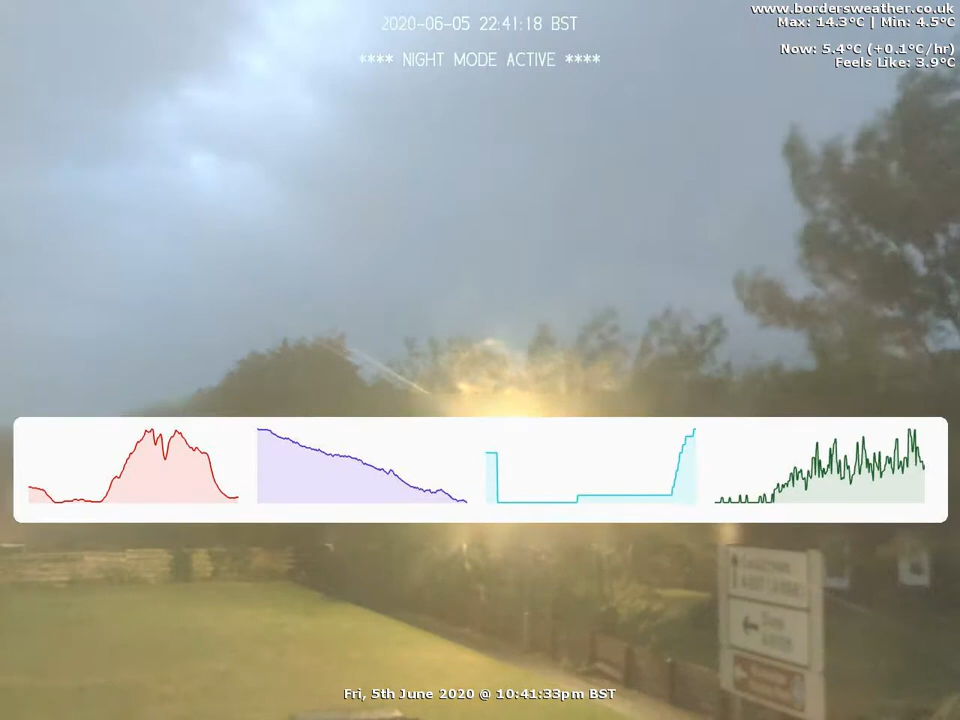 2020-06-05 22:41:18 BST
**** NIGHT MODE ACTIVE ****
www.bordersweather.co.uk
Max: 14.3°C | Min: 4.5°C
Now: 5.4°C (+0.1°C/hr)
Feels Like: 3.9°C
Fri, 5th June 2020 @ 10:41:33pm BST